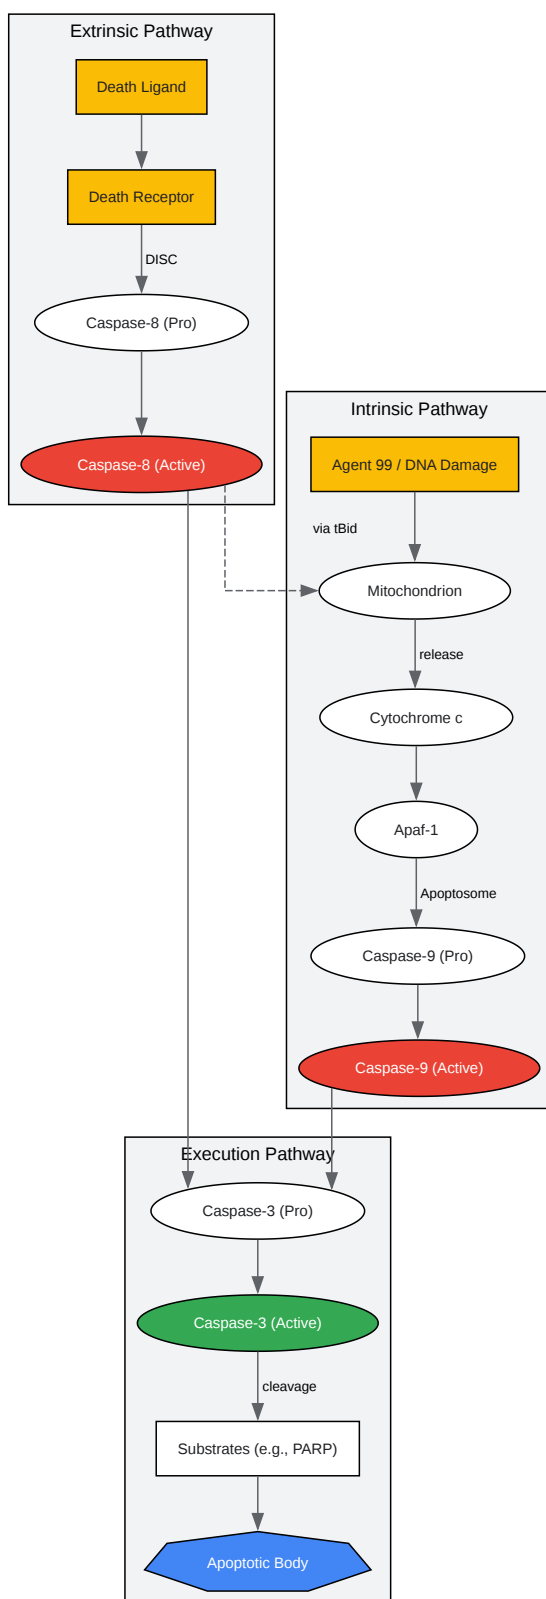 Extrinsic Pathway
Death Ligand
Death Receptor
DISC
Caspase-8 (Pro)
Caspase-8 (Active)
Intrinsic Pathway
Agent 99 / DNA Damage
via tBid
Mitochondrion
release
Cytochrome c
Apaf-1
Apoptosome
Caspase-9 (Pro)
Caspase-9 (Active)
Execution Pathway
Caspase-3 (Pro)
Caspase-3 (Active)
cleavage
Substrates (e.g., PARP)
Apoptotic Body